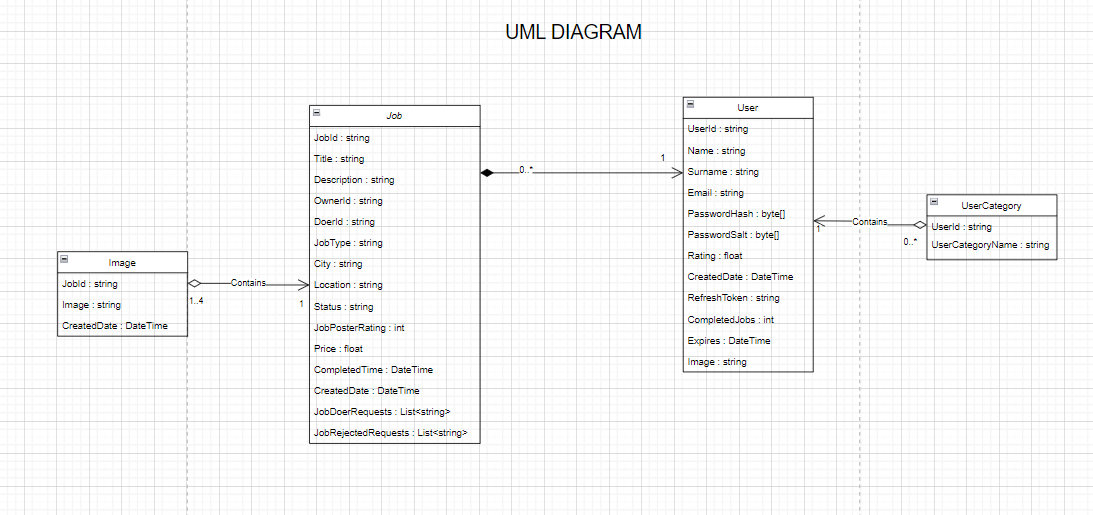 UML DIAGRAM
Job
JobId : string
Title : string
Description : string
OwnerId : string
DoerId : string
JobType : string
City : string
Location : string
Status : string
JobPosterRating : int
Price : float
CompletedTime : DateTime
CreatedDate : DateTime
JobDoerRequests : List<string>
JobRejectedRequests : List<string>
0..*
1
User
UserId : string
Name : string
Surname : string
Email : string
PasswordHash : byte[]
PasswordSalt : byte[]
Rating : float
CreatedDate : DateTime
RefreshToken : string
CompletedJobs : int
Expires : DateTime
Image : string
1
Contains
0..*
UserCategory
UserId : string
UserCategoryName : string
Image
JobId : string
Image : string
CreatedDate : DateTime
Contains
1..4
1